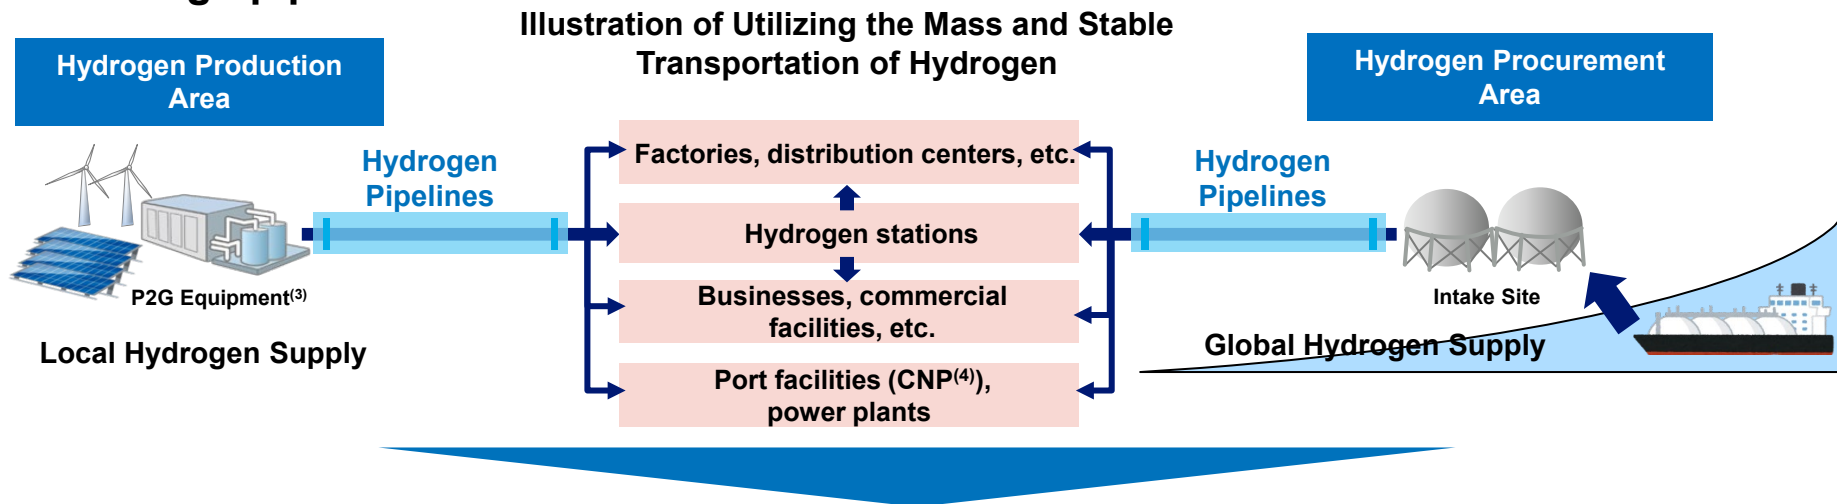 Illustration of Utilizing the Mass and Stable
Transportation of Hydrogen
Hydrogen Production
Area
Hydrogen Procurement
Area
Hydrogen
Pipelines
Factories, distribution centers, etc.
Hydrogen stations
Businesses, commercial
facilities, etc.
Port facilities (CNP(4)),
power plants
Hydrogen
Pipelines
P2G Equipment(3)
Local Hydrogen Supply
Intake Site
Global Hydrogen Supply